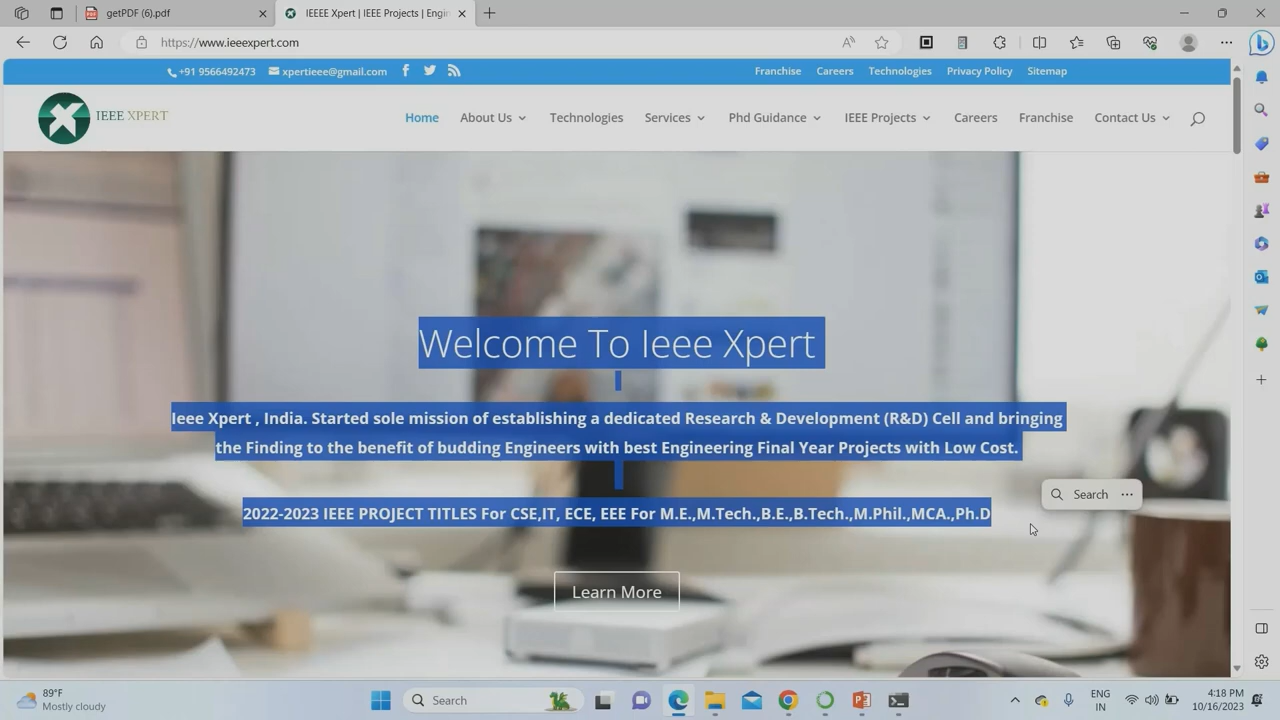 getPDF (6).pdf
IEEEE Xpert | IEEE Projects | Engin
https://www.ieeexpert.com
+91 9566492473
xpertieee@gmail.com
Franchise
Careers
Technologies
Privacy Policy
Sitemap
IEEE XPERT
Home
About Us
Technologies
Services
Phd Guidance
IEEE Projects
Careers
Franchise
Contact Us
Welcome To Ieee Xpert
Ieee Xpert , India. Started sole mission of establishing a dedicated Research & Development (R&D) Cell and bringing
the Finding to the benefit of budding Engineers with best Engineering Final Year Projects with Low Cost.
Search
2022-2023 IEEE PROJECT TITLES For CSE,IT, ECE, EEE For M.E.,M.Tech.,B.E.,B.Tech.,M.Phil.,MCA.,Ph.D
Learn More
89°F
Mostly cloudy
Search
ENG
IN
4:18 PM
10/16/2023